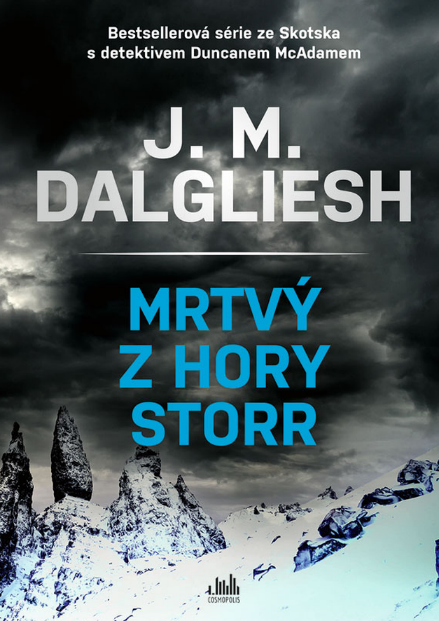 Bestsellerová série ze Skotska
s detektivem Duncanem McAdamem
J. M.
DALGLIESH
MRTVÝ
Z HORY
STORR
COSMOPOLIS